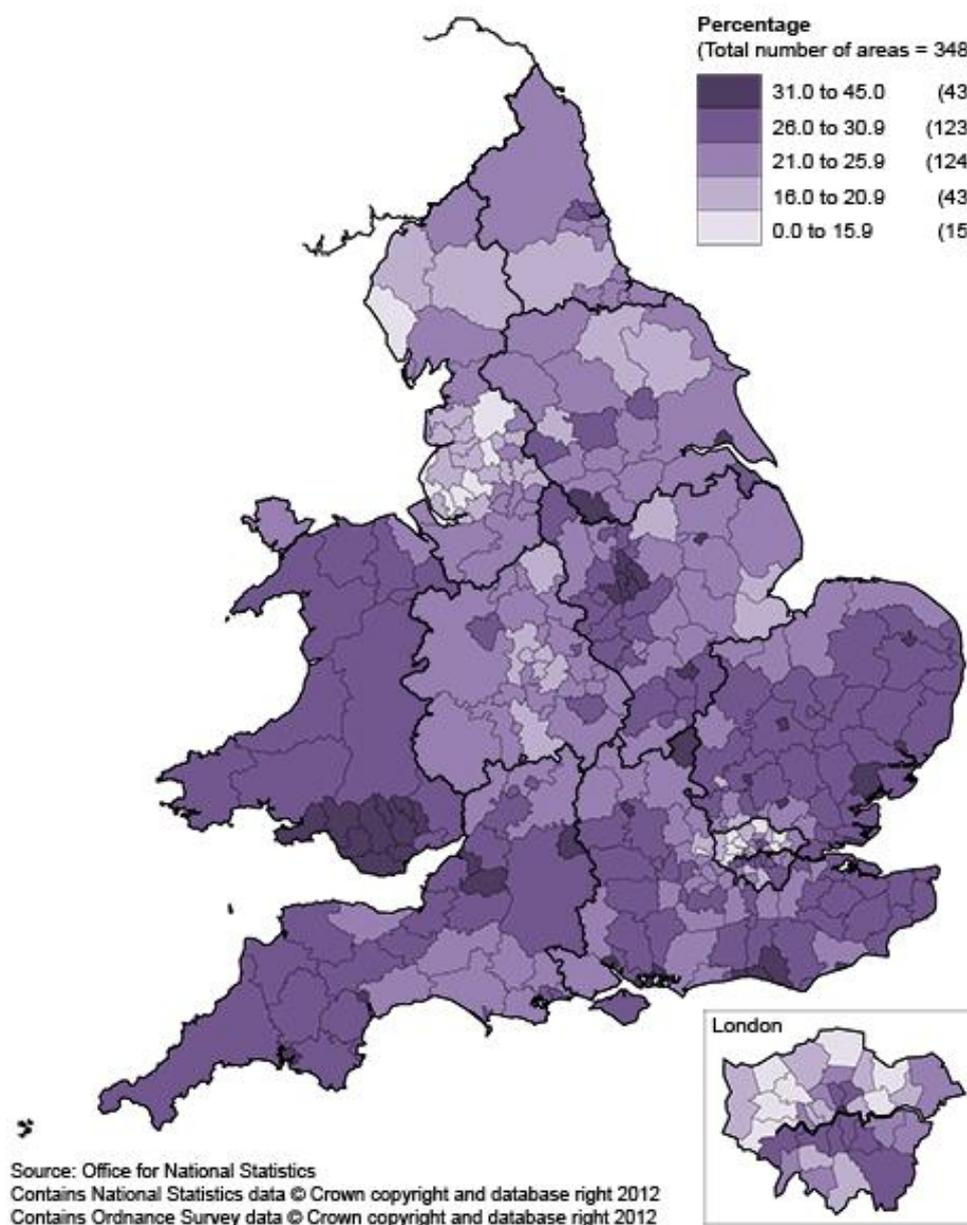 Percentage
(Total number of areas = 348
31.0 to 45.0 (43
26.0 to 30.9 (123
21.0 to 25.9 (124
16.0 to 20.9 (43
0.0 to 15.9 (15
London
Source: Office for National Statistics
Contains National Statistics data © Crown copyright and database right 2012
Contains Ordnance Survey data © Crown copyright and database right 2012